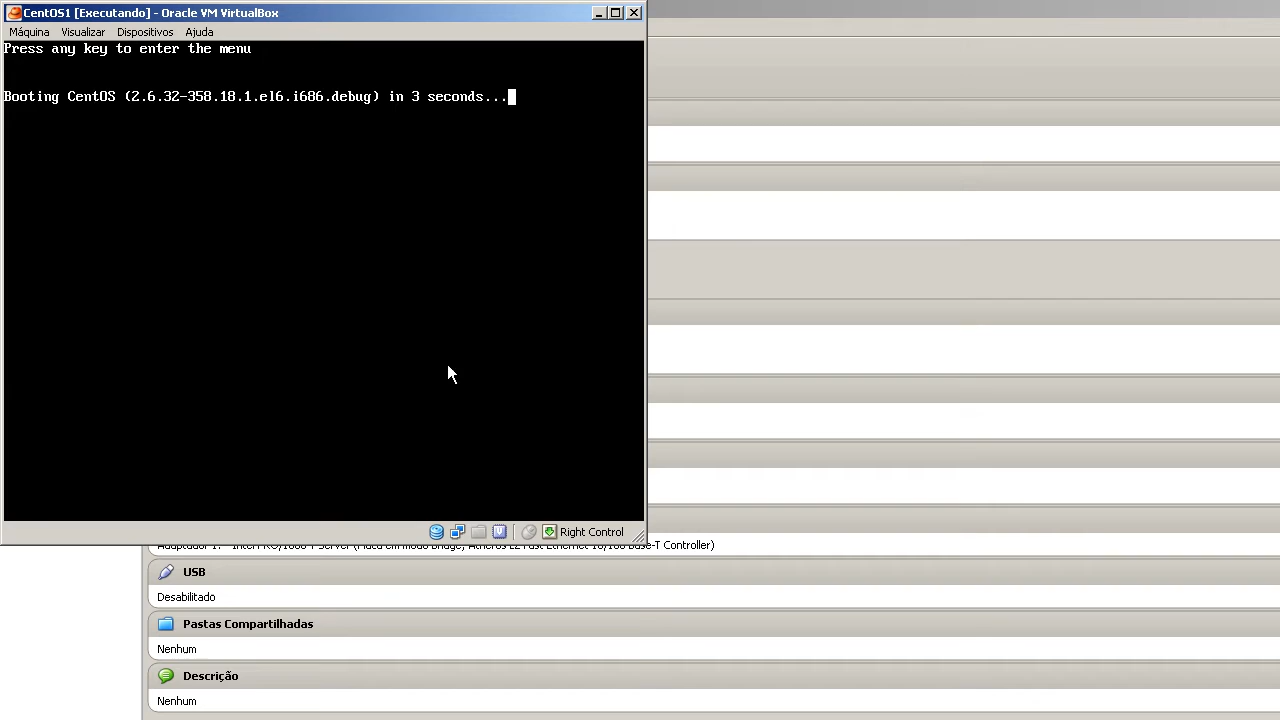 CentOS1 [Executando] - Oracle VM VirtualBox
Máquina Visualizar Dispositivos Ajuda
Press any key to enter the menu
Booting CentOS (2.6.32-358.18.1.el6.i686.debug) in 3 seconds...
Right Control
USB
Desabilitado
Pastas Compartilhadas
Nenhum
Descrição
Nenhum